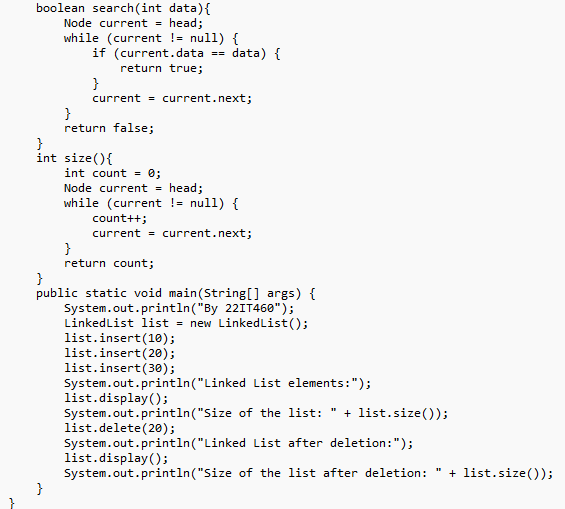 boolean search(int data){
Node current = head;
while (current != null) {
if (current.data == data) {
return true;
}
current = current.next;
}
return false;
}
int size(){
int count = 0;
Node current = head;
while (current != null) {
count++;
current = current.next;
}
return count;
}
public static void main(String[] args) {
System.out.println("By 22IT460");
LinkedList list = new LinkedList();
list.insert(10);
list.insert(20);
list.insert(30);
System.out.println("Linked List elements:");
list.display();
System.out.println("Size of the list: " + list.size());
list.delete(20);
System.out.println("Linked List after deletion:");
list.display();
System.out.println("Size of the list after deletion: " + list.size());
}
}